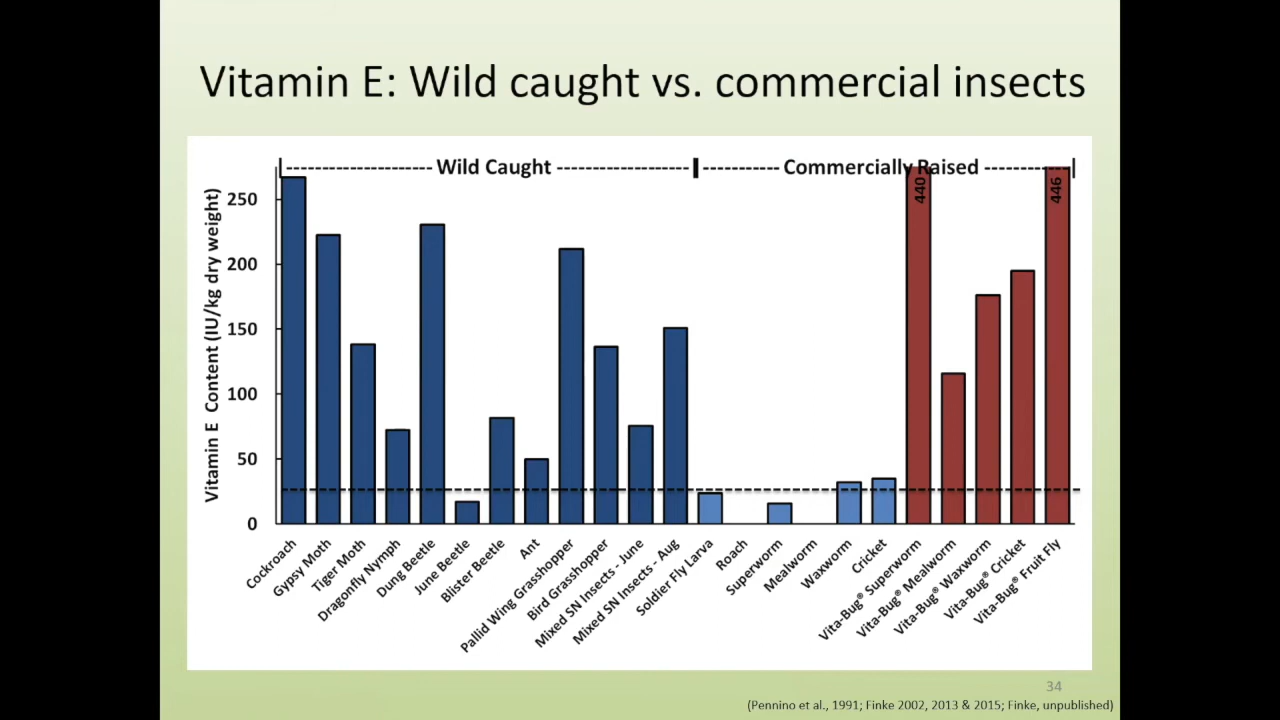 Vitamin E: Wild caught vs. commercial insects
Wild Caught
Commercially Raised
Vitamin E Content (IU/kg dry weight)
250
200
150
100
50
0
440
446
Cockroach
Gypsy Moth
Tiger Moth
Dragonfly Nymph
Dung Beetle
June Beetle
Blister Beetle
Ant
Pallid Wing Grasshopper
Bird Grasshopper
Mixed SN Insects - June
Mixed SN Insects - Aug
Soldier Fly Larva
Roach
Superworm
Mealworm
Waxworm
Cricket
Vita-Bug® Superworm
Vita-Bug® Mealworm
Vita-Bug® Waxworm
Vita-Bug® Cricket
Vita-Bug® Fruit Fly
34
(Pennino et al., 1991; Finke 2002, 2013 & 2015; Finke, unpublished)